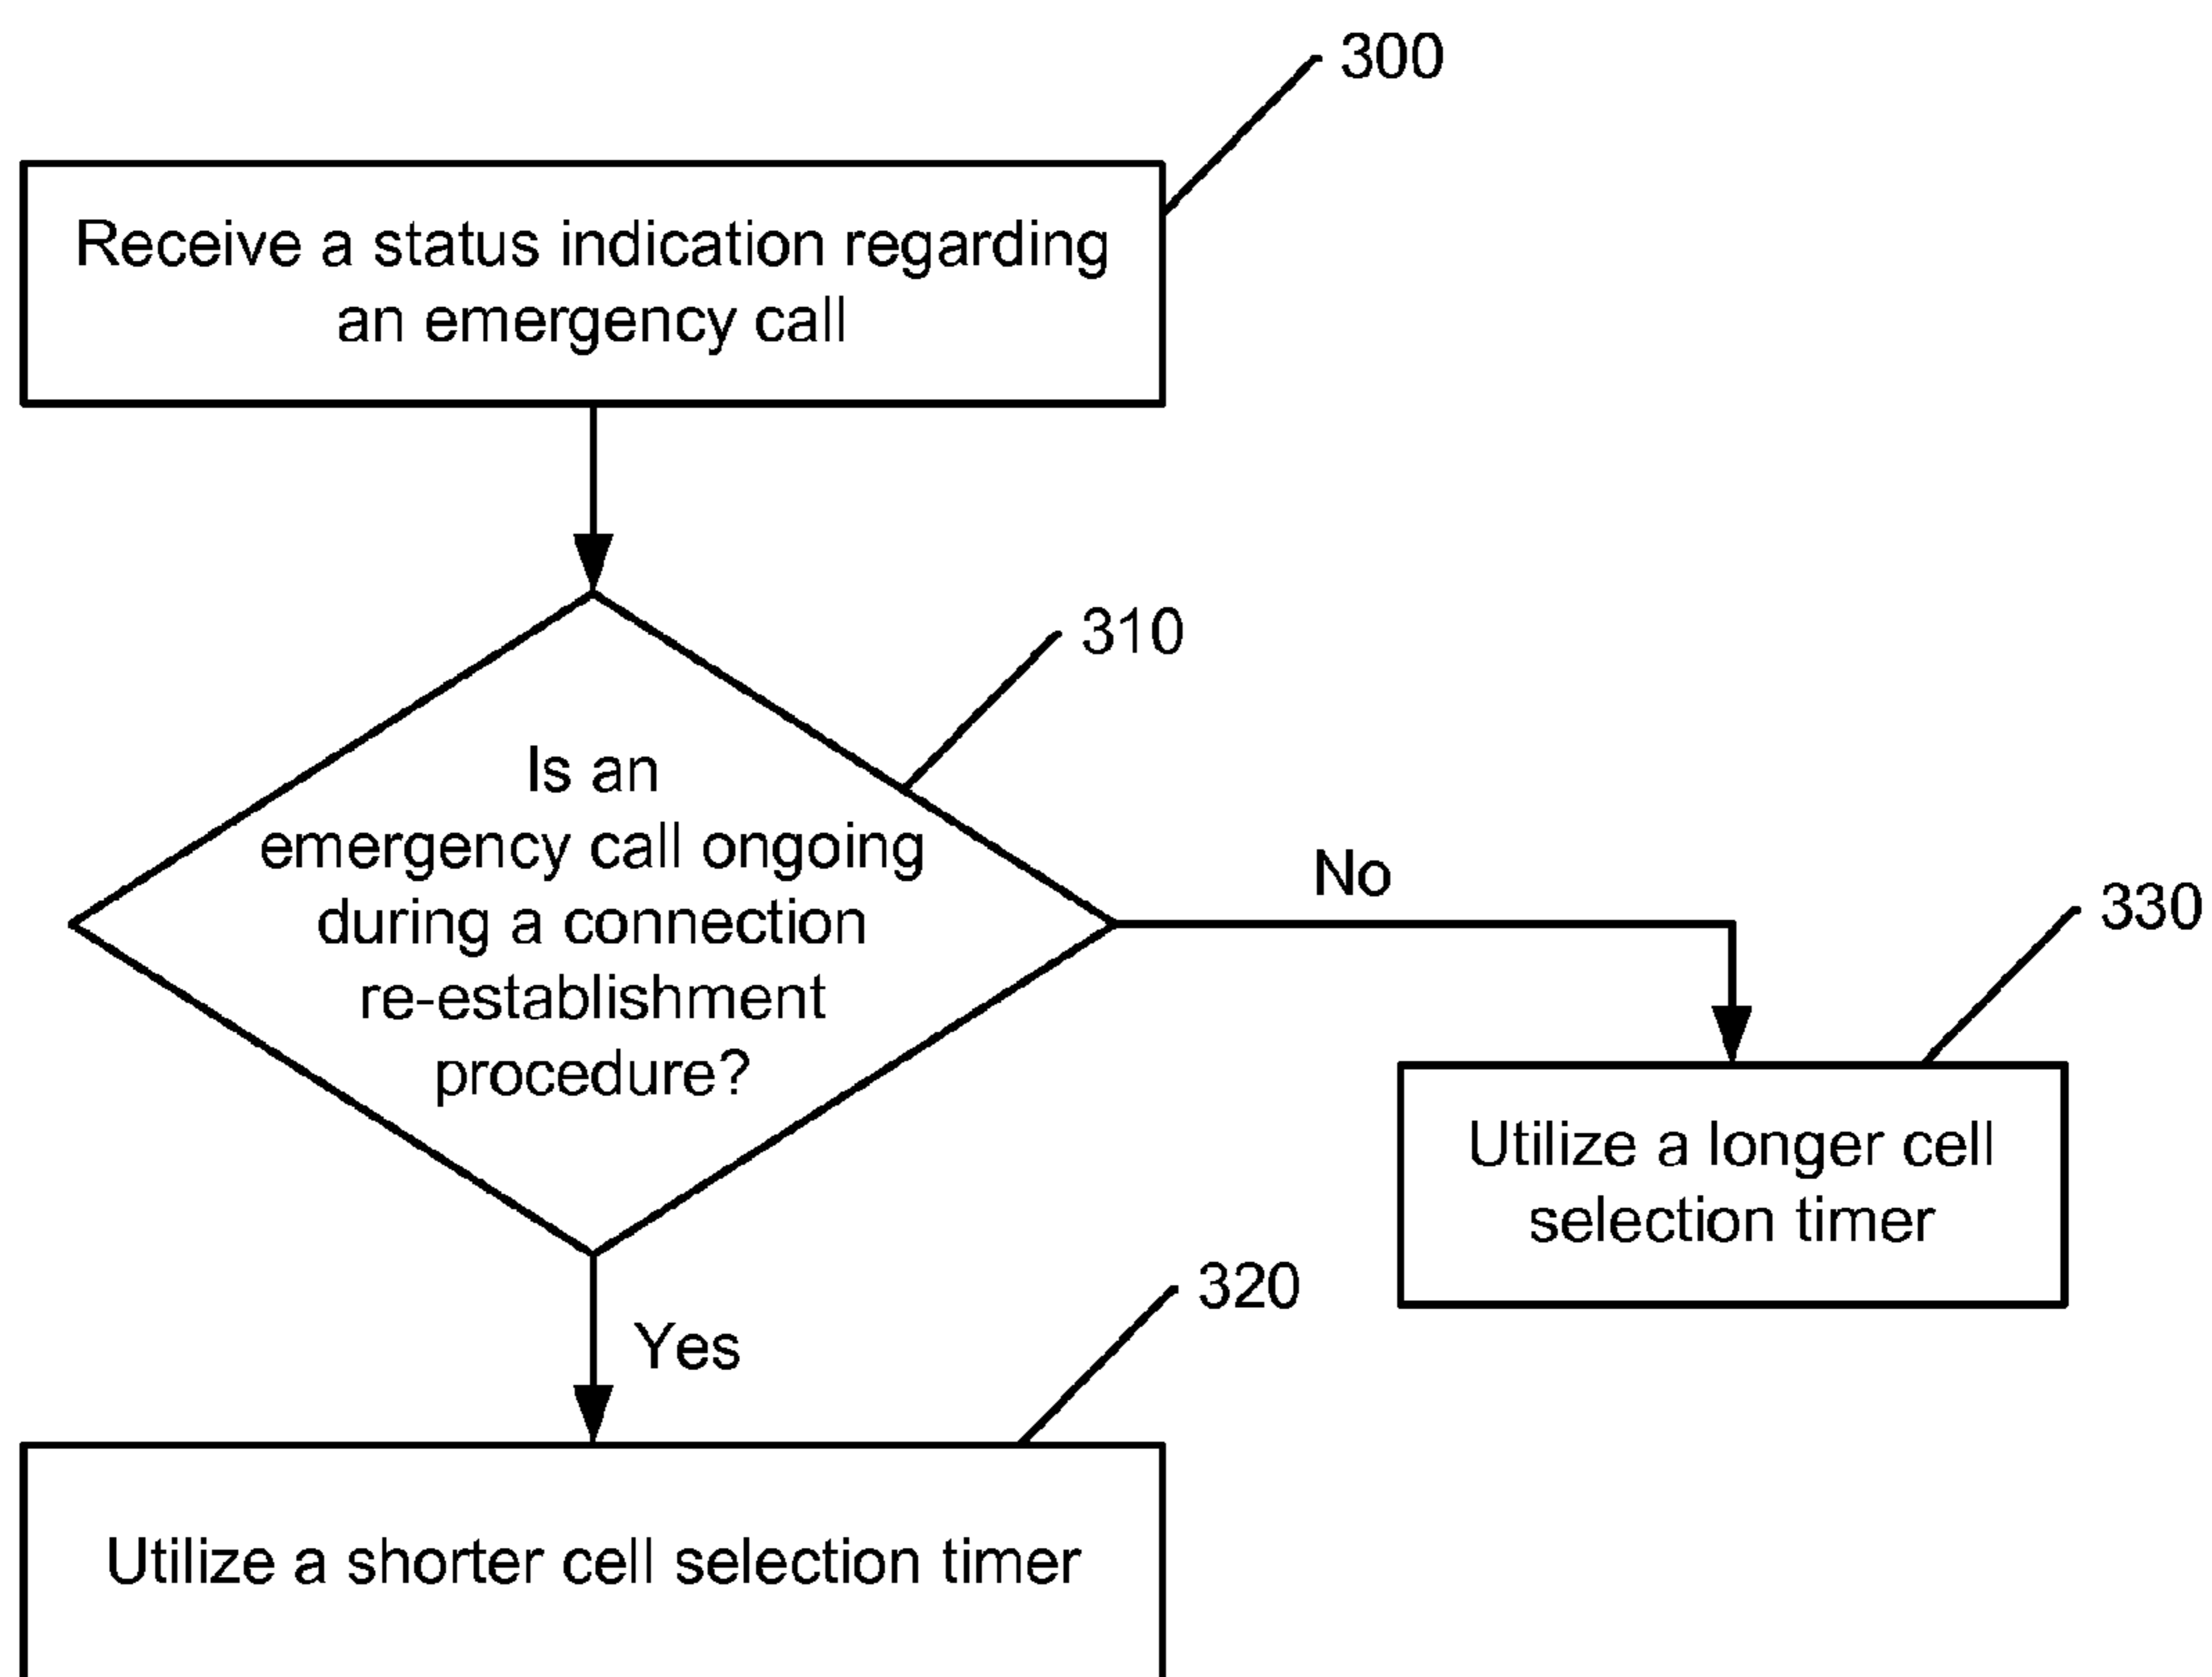 300
Receive a status indication regarding
an emergency call
310
Is an
emergency call ongoing
during a connection
re-establishment
procedure?
No
330
Utilize a longer cell
selection timer
Yes
320
Utilize a shorter cell selection timer